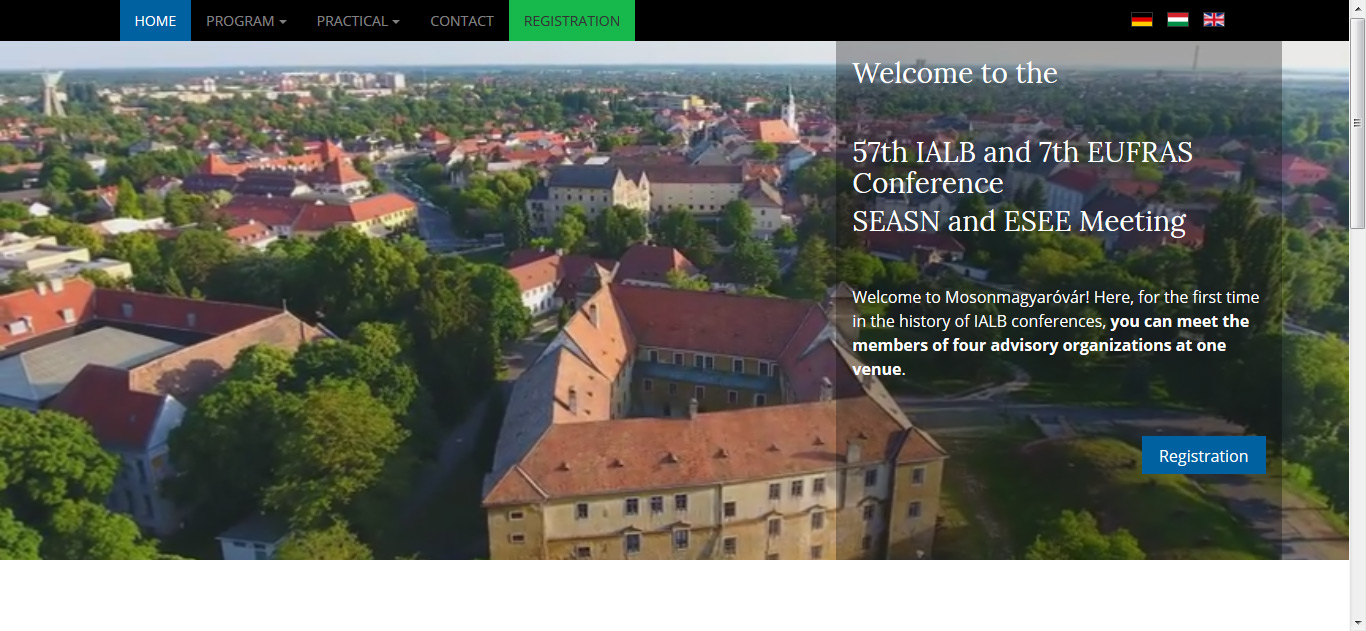 HOME PROGRAM PRACTICAL CONTACT REGISTRATION
Welcome to the
57th IALB and 7th EUFRAS
Conference
SEASN and ESEE Meeting
Welcome to Mosonmagyaróvár! Here, for the first time
in the history of IALB conferences, you can meet the
members of four advisory organizations at one
venue.
Registration